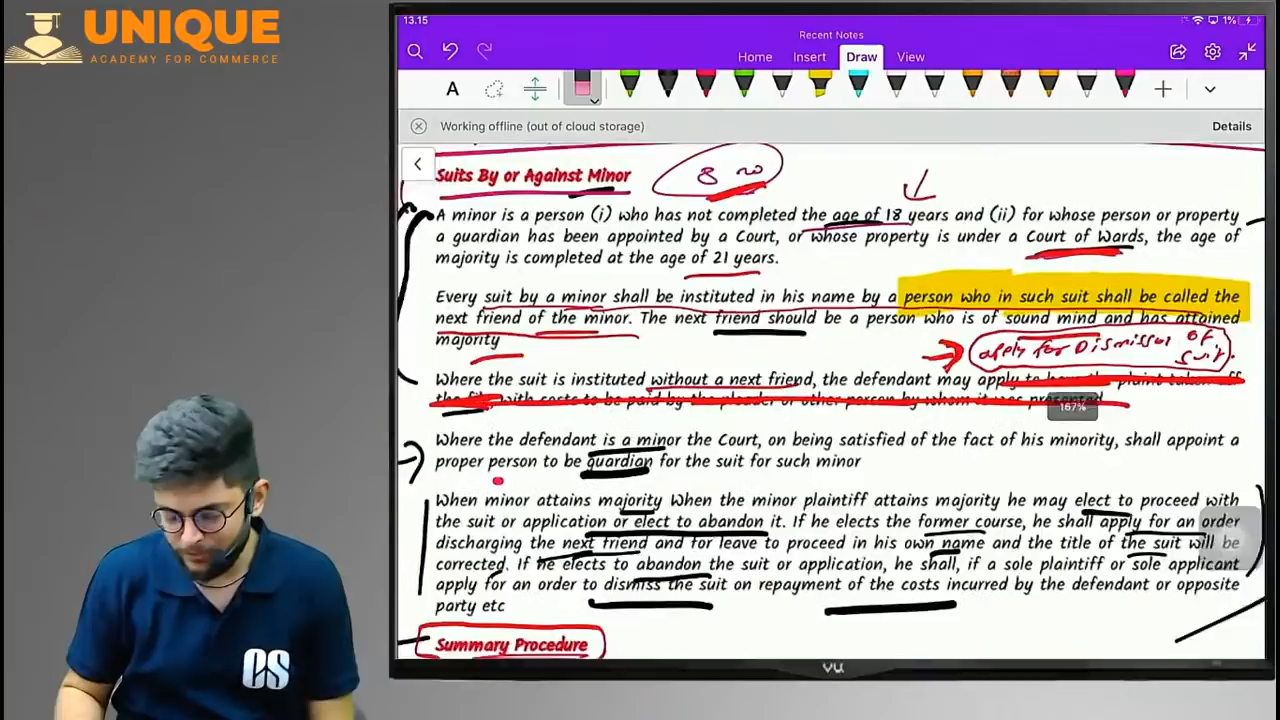 UNIQUE
ACADEMY FOR COMMERCE
13.15
1%
Recent Notes
Home Insert Draw View
A
Working offline (out of cloud storage) Details
Suits By or Against Minor
A minor is a person (i) who has not completed the age of 18 years and (ii) for whose person or property
a guardian has been appointed by a Court, or whose property is under a Court of Wards, the age of
majority is completed at the age of 21 years.
Every suit by a minor shall be instituted in his name by a person who in such suit shall be called the
next friend of the minor. The next friend should be a person who is of sound mind and has attained
majority
apply for Dismissal of
suit.
Where the suit is instituted without a next friend, the defendant may apply to have the plaint taken off
the file, with costs to be paid by the pleader or other person by whom it was presented
167%
Where the defendant is a minor the Court, on being satisfied of the fact of his minority, shall appoint a
proper person to be guardian for the suit for such minor
When minor attains majority When the minor plaintiff attains majority he may elect to proceed with
the suit or application or elect to abandon it. If he elects the former course, he shall apply for an order
discharging the next friend and for leave to proceed in his own name and the title of the suit will be
corrected. If he elects to abandon the suit or application, he shall, if a sole plaintiff or sole applicant
apply for an order to dismiss the suit on repayment of the costs incurred by the defendant or opposite
party etc
Summary Procedure
CS
VU